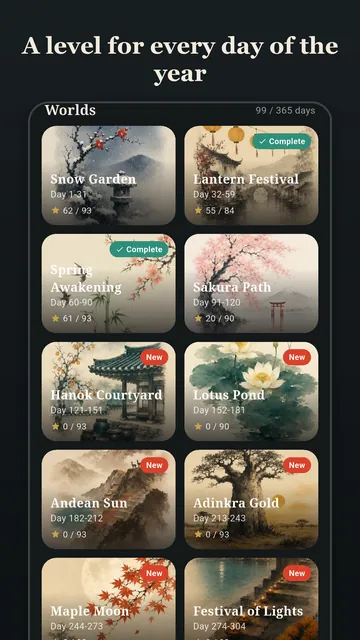 A level for every day of the
year
Worlds
99 / 365 days
Snow Garden
Day 1-31
★ 62 / 93
✓ Complete
Lantern Festival
Day 32-59
★ 55 / 84
✓ Complete
Spring
Awakening
Day 60-90
★ 61 / 93
Sakura Path
Day 91-120
★ 20 / 90
New
Hanok Courtyard
Day 121-151
★ 0 / 93
New
Lotus Pond
Day 152-181
★ 0 / 90
New
Andean Sun
Day 182-212
★ 0 / 93
New
Adinkra Gold
Day 213-243
★ 0 / 93
New
Maple Moon
Day 244-273
New
Festival of Lights
Day 274-304